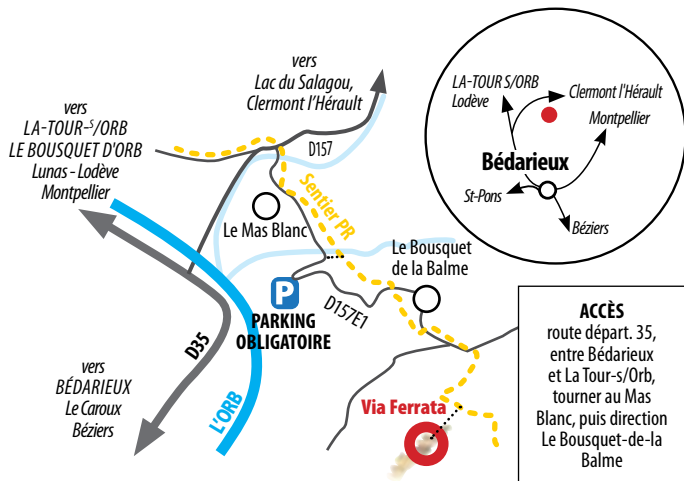 vers
Lac du Salagou,
Clermont l'Hérault
vers
LA-TOUR-S/ORB
LE BOUSQUET D'ORB
Lunas - Lodève
Montpellier
D157
Sentier PR
Le Mas Blanc
Le Bousquet
de la Balme
P
PARKING
OBLIGATOIRE
D157E1
D35
L'ORB
vers
BÉDARIEUX
Le Caroux
Béziers
Via Ferrata
LA-TOUR S/ORB
Lodève
Clermont l'Hérault
Montpellier
Bédarieux
St-Pons
Béziers
ACCÈS
route départ. 35,
entre Bédarieux
et La Tour-s/Orb,
tourner au Mas
Blanc, puis direction
Le Bousquet-de-la
Balme